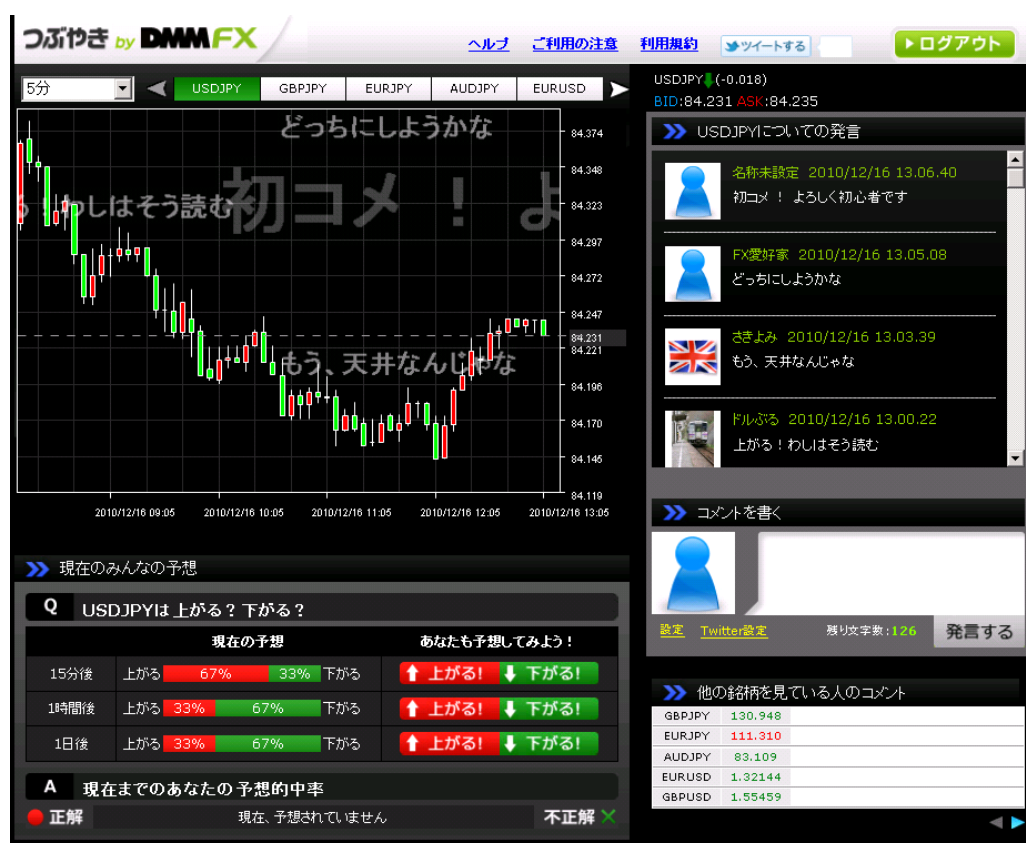 つぶやき by DMMFX
ヘルプ ご利用の注意 利用規約 ツイートする ログアウト
5分 USDJPY GBPJPY EURJPY AUDJPY EURUSD
どっちにしようかな
る！わしはそう読む
初コメ！ よ
もう、天井なんじゃな
84.374
84.348
84.323
84.297
84.272
84.247
84.231
84.221
84.196
84.170
84.145
84.119
2010/12/16 09:05 2010/12/16 10:05 2010/12/16 11:05 2010/12/16 12:05 2010/12/16 13:05
現在のみんなの予想
Q USDJPYは上がる？下がる？
現在の予想 あなたも予想してみよう！
15分後 上がる 67% 33% 下がる 上がる! 下がる!
1時間後 上がる 33% 67% 下がる 上がる! 下がる!
1日後 上がる 33% 67% 下がる 上がる! 下がる!
A 現在までのあなたの予想的中率
正解 現在、予想されていません 不正解
USDJPY (-0.018)
BID:84.231 ASK:84.235
USDJPYについての発言
名称未設定 2010/12/16 13.06.40
初コメ！ よろしく初心者です
FX愛好家 2010/12/16 13.05.08
どっちにしようかな
さきよみ 2010/12/16 13.03.39
もう、天井なんじゃな
ドルぶる 2010/12/16 13.00.22
上がる！わしはそう読む
コメントを書く
設定 Twitter設定 残り文字数:126 発言する
他の銘柄を見ている人のコメント
GBPJPY 130.948
EURJPY 111.310
AUDJPY 83.109
EURUSD 1.32144
GBPUSD 1.55459